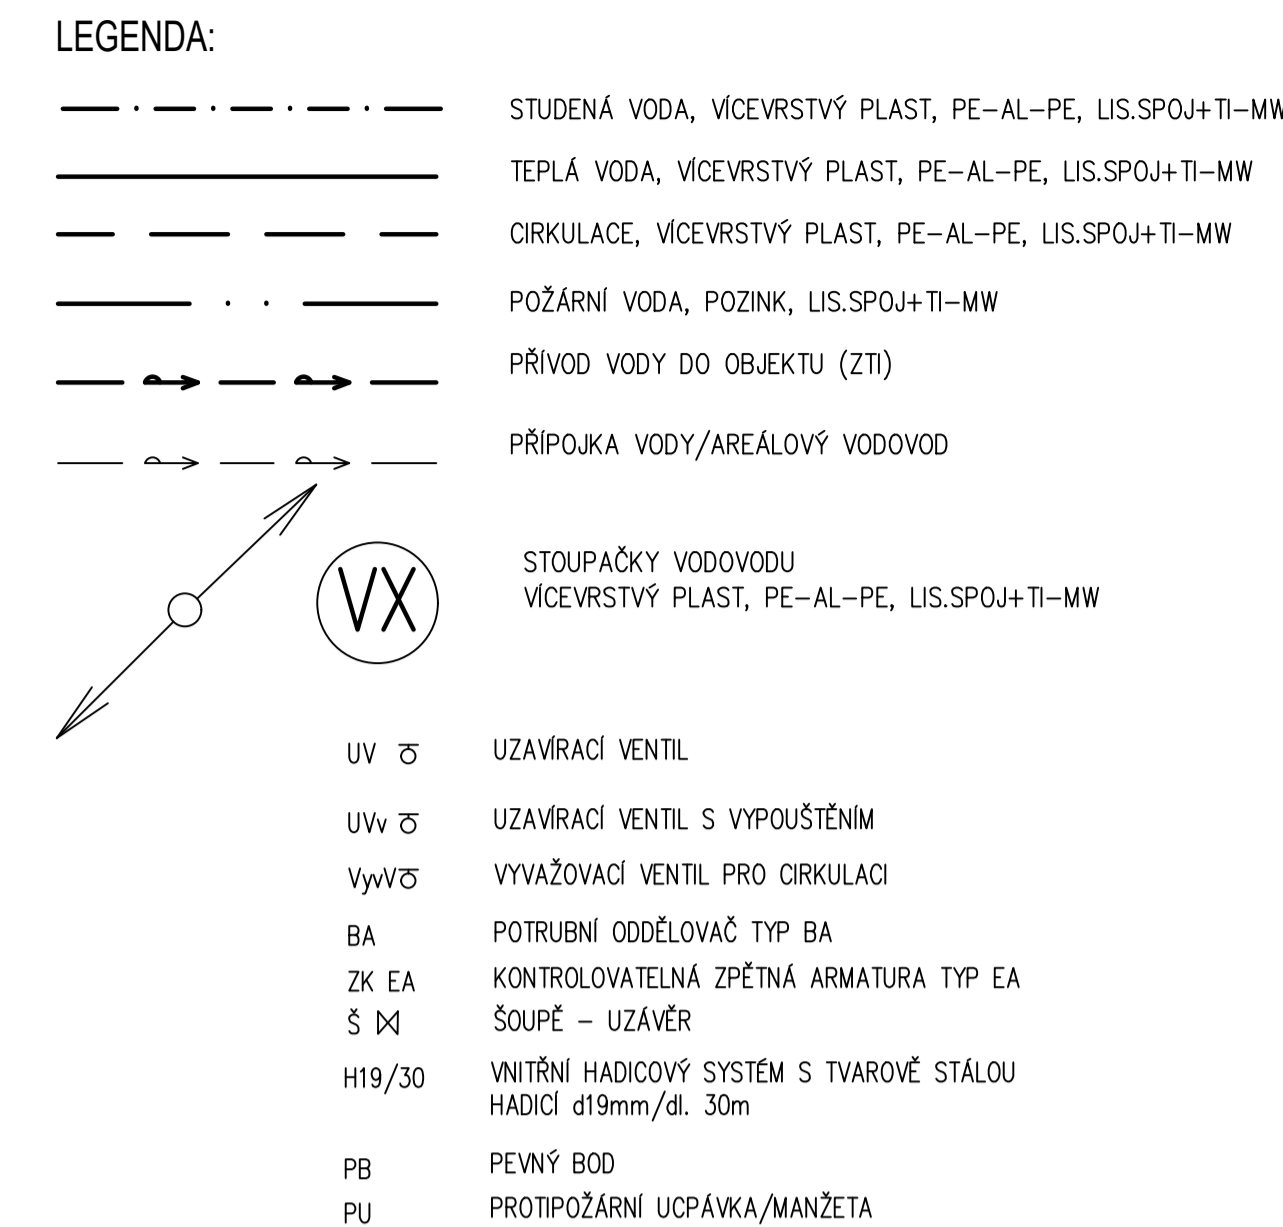 LEGENDA:
STUDENÁ VODA, VÍCEVRSTVÝ PLAST, PE-AL-PE, LIS.SPOJ+TI-MW
TEPLÁ VODA, VÍCEVRSTVÝ PLAST, PE-AL-PE, LIS.SPOJ+TI-MW
CIRKULACE, VÍCEVRSTVÝ PLAST, PE-AL-PE, LIS.SPOJ+TI-MW
POŽÁRNÍ VODA, POZINK, LIS.SPOJ+TI-MW
PŘÍVOD VODY DO OBJEKTU (ZTI)
PŘÍPOJKA VODY/AREÁLOVÝ VODOVOD
VX
STOUPAČKY VODOVODU
VÍCEVRSTVÝ PLAST, PE-AL-PE, LIS.SPOJ+TI-MW
UV UZAVÍRACÍ VENTIL
UVv UZAVÍRACÍ VENTIL S VYPOUŠTĚNÍM
VyvV VYVAŽOVACÍ VENTIL PRO CIRKULACI
BA POTRUBNÍ ODDĚLOVAČ TYP BA
ZK EA KONTROLOVATELNÁ ZPĚTNÁ ARMATURA TYP EA
Š ŠOUPĚ – UZÁVĚR
H19/30 VNITŘNÍ HADICOVÝ SYSTÉM S TVAROVĚ STÁLOU
HADICÍ d19mm/dl. 30m
PB PEVNÝ BOD
PU PROTIPOŽÁRNÍ UCPÁVKA/MANŽETA